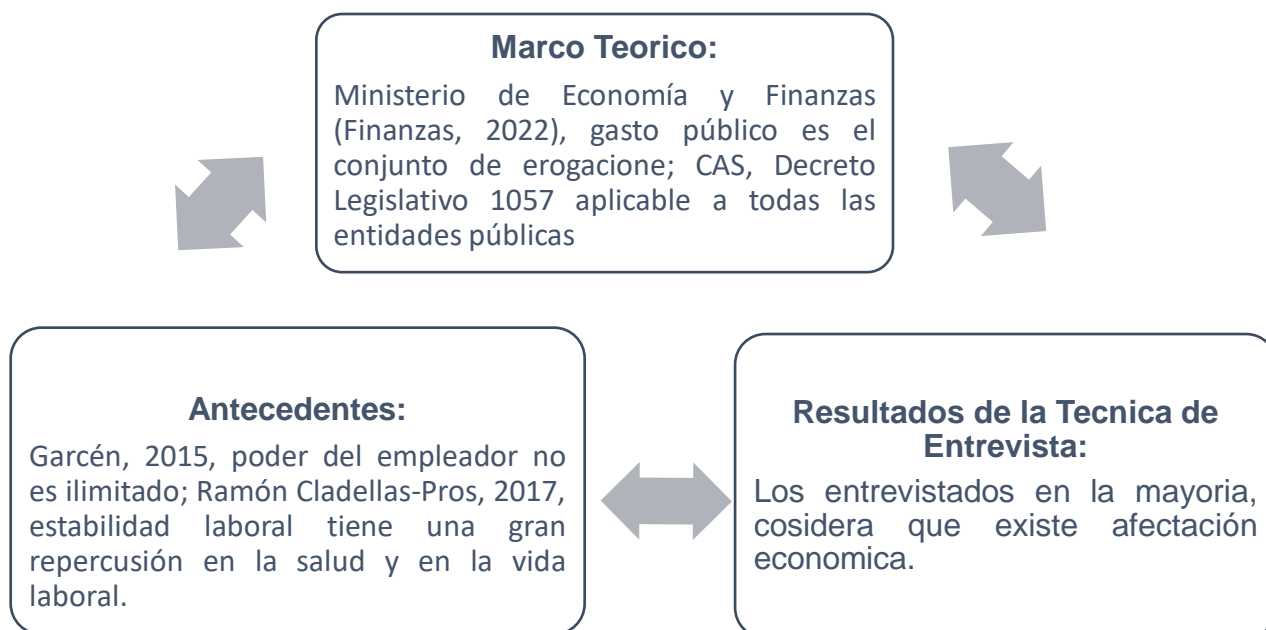 Marco Teorico:
Ministerio de Economía y Finanzas
(Finanzas, 2022), gasto público es el
conjunto de erogacione; CAS, Decreto
Legislativo 1057 aplicable a todas las
entidades públicas
Antecedentes:
Garcén, 2015, poder del empleador no
es ilimitado; Ramón Cladellas-Pros, 2017,
estabilidad laboral tiene una gran
repercusión en la salud y en la vida
laboral.
Resultados de la Tecnica de
Entrevista:
Los entrevistados en la mayoria,
cosidera que existe afectación
economica.